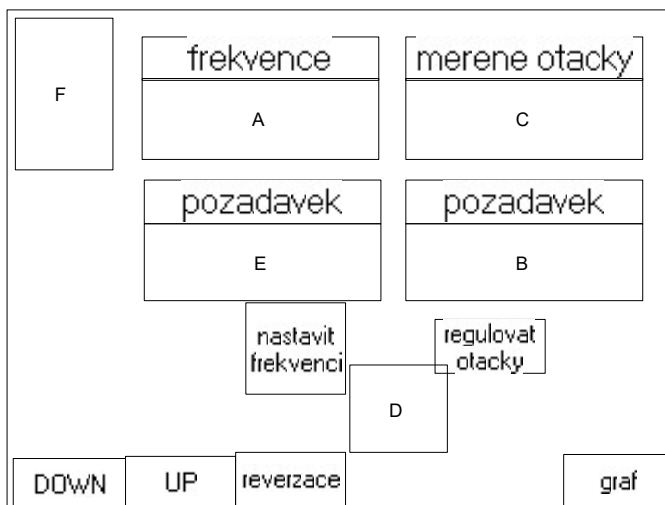 frekvence
merene otacky
F
A
C
pozadavek
pozadavek
E
B
nastavit
frekvenci
regulovat
otacky
D
DOWN
UP
reverzace
graf